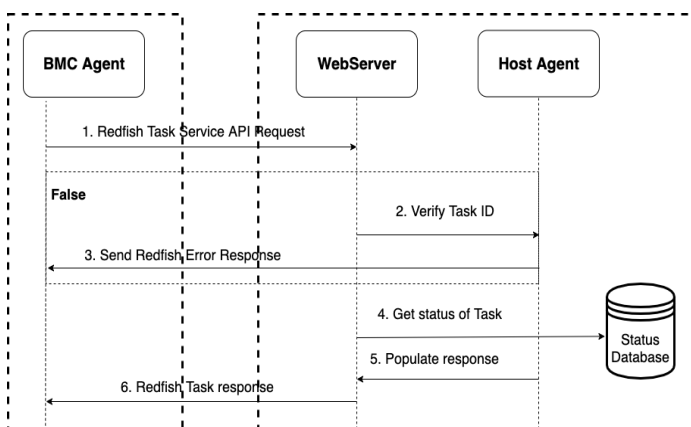 BMC Agent
WebServer
Host Agent
1. Redfish Task Service API Request
False
2. Verify Task ID
3. Send Redfish Error Response
4. Get status of Task
Status
Database
5. Populate response
6. Redfish Task response